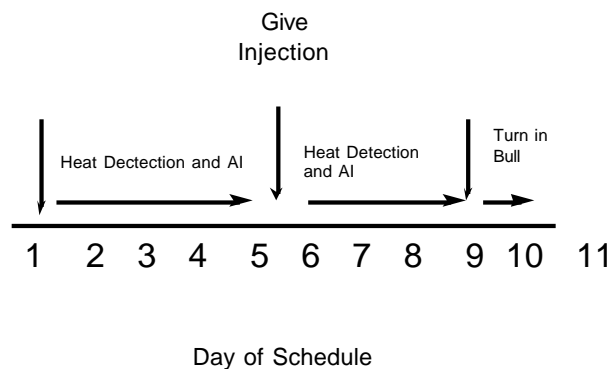 Give
Injection
Heat Dectection and AI
Heat Detection
and AI
Turn in
Bull
1 2 3 4 5 6 7 8 9 10 11
Day of Schedule